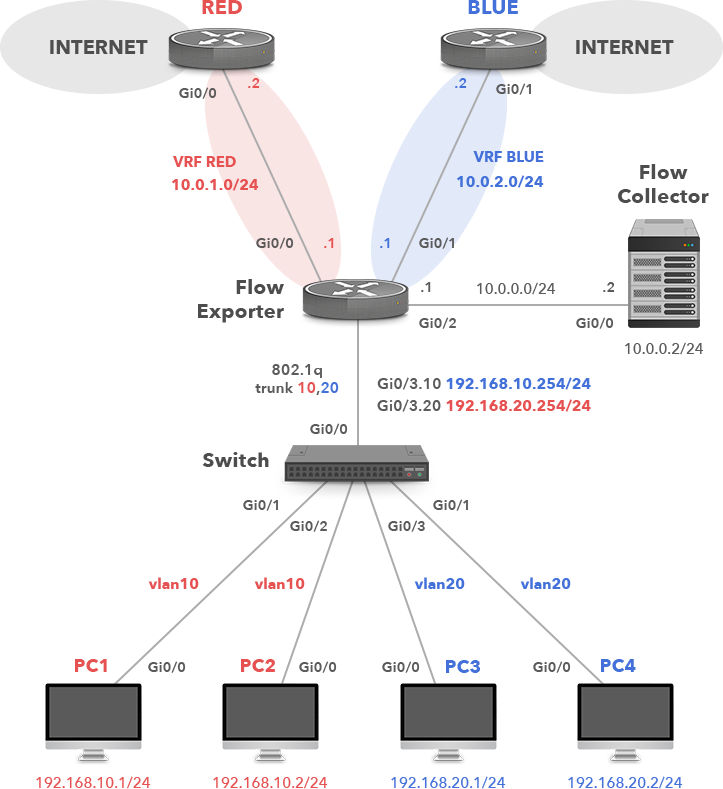 RED
BLUE
INTERNET
INTERNET
Gi0/0
.2
.2
Gi0/1
VRF RED
10.0.1.0/24
VRF BLUE
10.0.2.0/24
Flow
Collector
Gi0/0
.1
.1
Gi0/1
Flow
Exporter
.1
10.0.0.0/24
.2
Gi0/2
Gi0/0
10.0.0.2/24
802.1q
trunk 10,20
Gi0/3.10 192.168.10.254/24
Gi0/3.20 192.168.20.254/24
Gi0/0
Switch
Gi0/1
Gi0/2
Gi0/3
Gi0/1
vlan10
vlan10
vlan20
vlan20
PC1
Gi0/0
PC2
Gi0/0
Gi0/0
PC3
Gi0/0
PC4
192.168.10.1/24
192.168.10.2/24
192.168.20.1/24
192.168.20.2/24